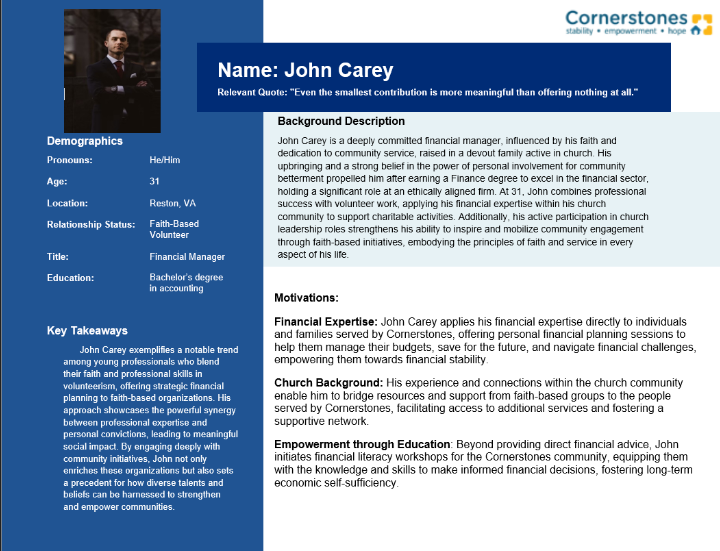 Cornerstones
stability • empowerment • hope
Name: John Carey
Relevant Quote: "Even the smallest contribution is more meaningful than offering nothing at all."
Demographics
Pronouns: He/Him
Age: 31
Location: Reston, VA
Relationship Status: Faith-Based
Volunteer
Title: Financial Manager
Education: Bachelor's degree
in accounting
Key Takeaways
John Carey exemplifies a notable trend
among young professionals who blend
their faith and professional skills in
volunteerism, offering strategic financial
planning to faith-based organizations. His
approach showcases the powerful synergy
between professional expertise and
personal convictions, leading to meaningful
social impact. By engaging deeply with
community initiatives, John not only
enriches these organizations but also sets
a precedent for how diverse talents and
beliefs can be harnessed to strengthen
and empower communities.
Background Description
John Carey is a deeply committed financial manager, influenced by his faith and
dedication to community service, raised in a devout family active in church. His
upbringing and a strong belief in the power of personal involvement for community
betterment propelled him after earning a Finance degree to excel in the financial sector,
holding a significant role at an ethically aligned firm. At 31, John combines professional
success with volunteer work, applying his financial expertise within his church
community to support charitable activities. Additionally, his active participation in church
leadership roles strengthens his ability to inspire and mobilize community engagement
through faith-based initiatives, embodying the principles of faith and service in every
aspect of his life.
Motivations:
Financial Expertise: John Carey applies his financial expertise directly to individuals
and families served by Cornerstones, offering personal financial planning sessions to
help them manage their budgets, save for the future, and navigate financial challenges,
empowering them towards financial stability.
Church Background: His experience and connections within the church community
enable him to bridge resources and support from faith-based groups to the people
served by Cornerstones, facilitating access to additional services and fostering a
supportive network.
Empowerment through Education: Beyond providing direct financial advice, John
initiates financial literacy workshops for the Cornerstones community, equipping them
with the knowledge and skills to make informed financial decisions, fostering long-term
economic self-sufficiency.